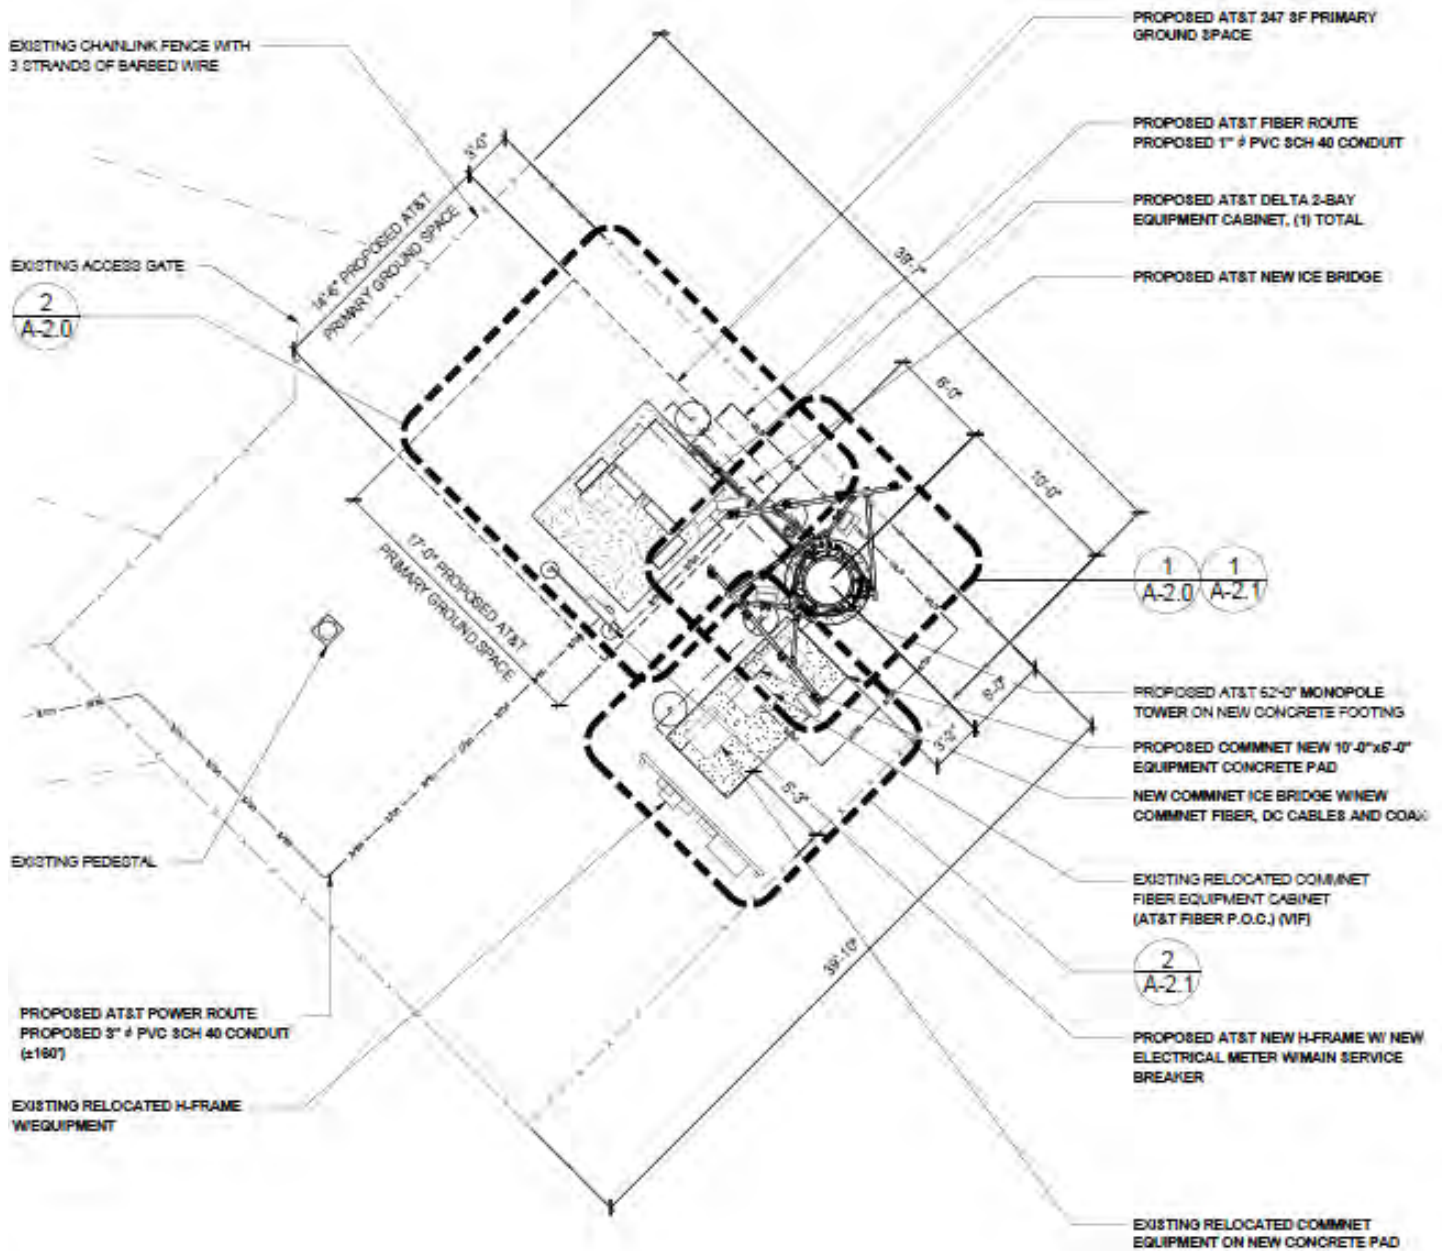 EXISTING CHAINLINK FENCE WITH
3 STRANDS OF BARBED WIRE
EXISTING ACCESS GATE
2
A-2.0
EXISTING PEDESTAL
PROPOSED AT&T POWER ROUTE
PROPOSED 3" ø PVC SCH 40 CONDUIT
(±160')
EXISTING RELOCATED H-FRAME
W/EQUIPMENT
3'-0"
14'-6" PROPOSED AT&T
PRIMARY GROUND SPACE
17'-0" PROPOSED AT&T
PRIMARY GROUND SPACE
39'-1"
6'-0"
10'-0"
3'-3"
39'-10"
PROPOSED AT&T 247 SF PRIMARY
GROUND SPACE
PROPOSED AT&T FIBER ROUTE
PROPOSED 1" ø PVC SCH 40 CONDUIT
PROPOSED AT&T DELTA 2-BAY
EQUIPMENT CABINET, (1) TOTAL
PROPOSED AT&T NEW ICE BRIDGE
1
A-2.0
1
A-2.1
PROPOSED AT&T 52'-0" MONOPOLE
TOWER ON NEW CONCRETE FOOTING
PROPOSED COMMNET NEW 10'-0"x6'-0"
EQUIPMENT CONCRETE PAD
NEW COMMNET ICE BRIDGE W/NEW
COMMNET FIBER, DC CABLES AND COAX
EXISTING RELOCATED COMMNET
FIBER EQUIPMENT CABINET
(AT&T FIBER P.O.C.) (VIF)
2
A-2.1
PROPOSED AT&T NEW H-FRAME W/ NEW
ELECTRICAL METER W/MAIN SERVICE
BREAKER
EXISTING RELOCATED COMMNET
EQUIPMENT ON NEW CONCRETE PAD